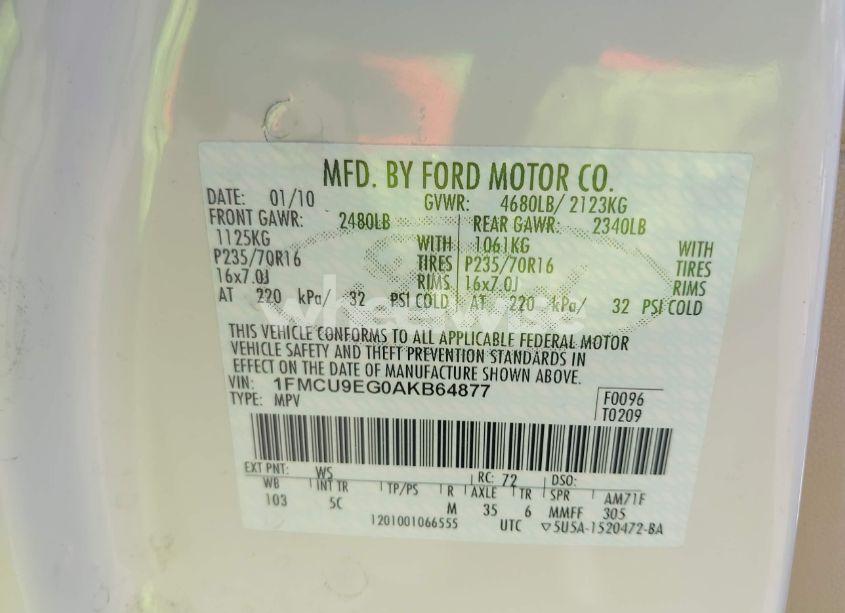 MFD. BY FORD MOTOR CO.
DATE: 01/10 GVWR: 4680LB/ 2123KG
FRONT GAWR: 2480LB REAR GAWR: 2340LB
1125KG WITH 1061KG WITH
P235/70R16 TIRES P235/70R16 TIRES
16x7.0J RIMS 16x7.0J RIMS
AT 220 kPa/ 32 PSI COLD AT 220 kPa/ 32 PSI COLD
wheelwise
THIS VEHICLE CONFORMS TO ALL APPLICABLE FEDERAL MOTOR
VEHICLE SAFETY AND THEFT PREVENTION STANDARDS IN
EFFECT ON THE DATE OF MANUFACTURE SHOWN ABOVE.
VIN: 1FMCU9EG0AKB64877 F0096
TYPE: MPV T0209
EXT PNT: WS RC: 72 DSO:
WB INT TR TP/PS R AXLE TR SPR AM71F
103 5C M 35 6 MMFF 305
1201001066555 UTC ▽5U5A-1520472-BA